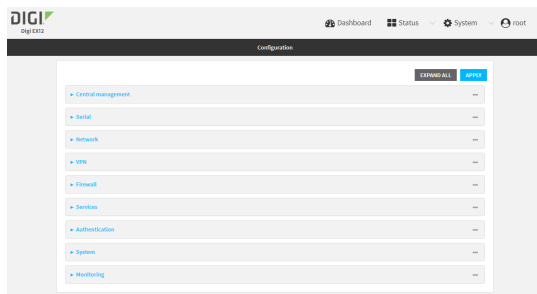 DIGI
Digi EX12
Dashboard
Status
System
root
Configuration
EXPAND ALL
APPLY
Central management
Serial
Network
VPN
Firewall
Services
Authentication
System
Monitoring